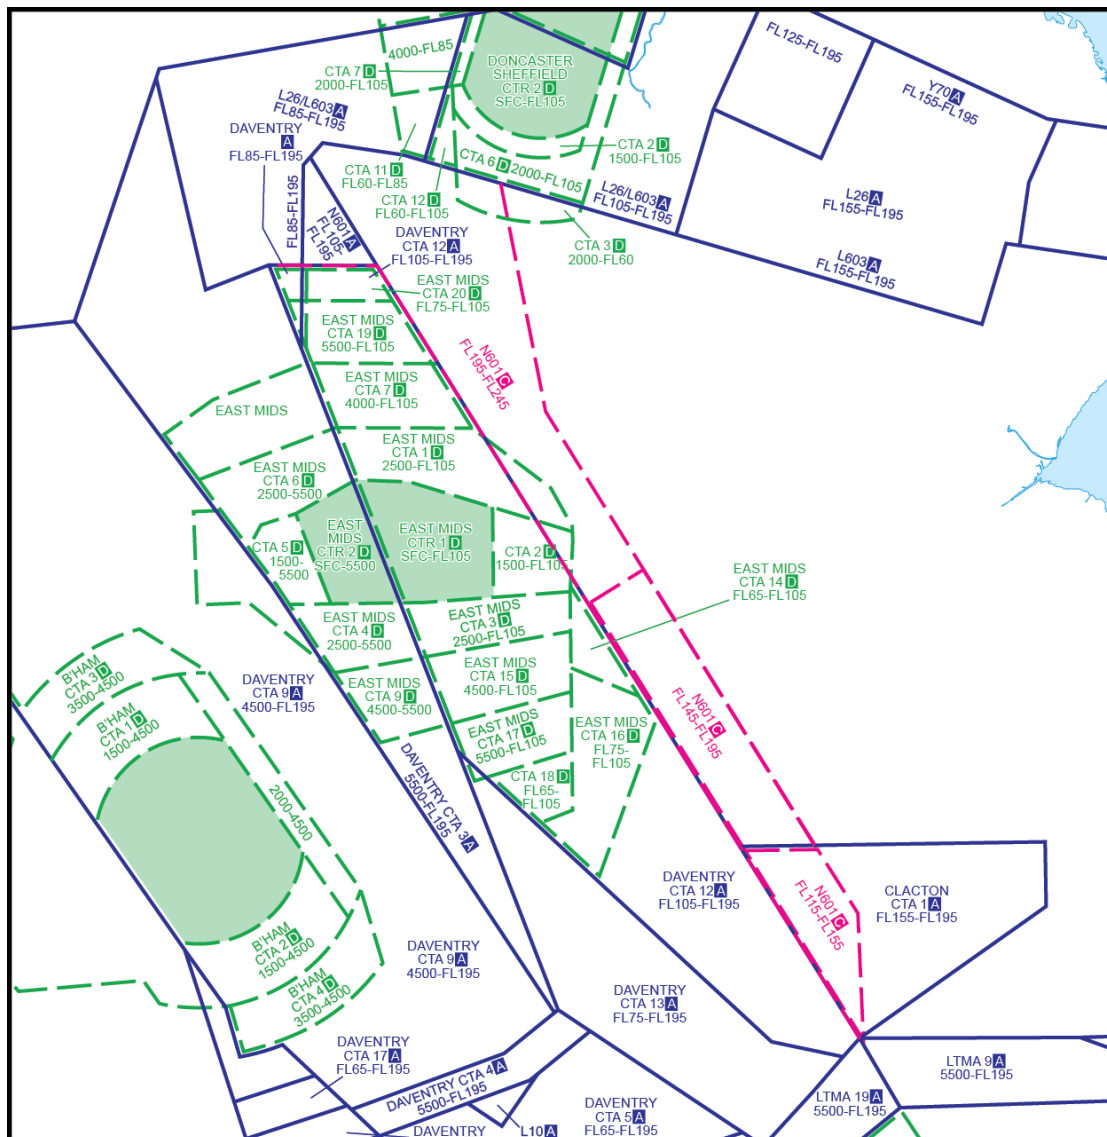 4000-FL85
CTA 7 D
2000-FL105
DONCASTER
SHEFFIELD
CTR 2 D
SFC-FL105
FL125-FL195
Y70 A
FL155-FL195
L26/L603 A
FL85-FL195
DAVENTRY
A
FL85-FL195
CTA 2 D
1500-FL105
CTA 6 D 2000-FL105
CTA 11 D
FL60-FL85
CTA 12 D
FL60-FL105
L26/L603 A
FL105-FL195
L26 A
FL155-FL195
FL85-FL195
N601 A
FL105-
FL195
DAVENTRY
CTA 12 A
FL105-FL195
CTA 3 D
2000-FL60
L603 A
FL155-FL195
EAST MIDS
CTA 20 D
FL75-FL105
EAST MIDS
CTA 19 D
5500-FL105
N601 C
FL195-FL245
EAST MIDS
CTA 7 D
4000-FL105
EAST MIDS
EAST MIDS
CTA 1 D
2500-FL105
EAST MIDS
CTA 6 D
2500-5500
EAST
MIDS
CTR 2 D
SFC-5500
EAST MIDS
CTR 1 D
SFC-FL105
CTA 5 D
1500-
5500
CTA 2 D
1500-FL105
EAST MIDS
CTA 14 D
FL65-FL105
EAST MIDS
CTA 4 D
2500-5500
EAST MIDS
CTA 3 D
2500-FL105
B'HAM
CTA 3 D
3500-4500
DAVENTRY
CTA 9 A
4500-FL195
EAST MIDS
CTA 9 D
4500-5500
EAST MIDS
CTA 15 D
4500-FL105
N601 C
FL145-FL195
B'HAM
CTA 1 D
1500-4500
EAST MIDS
CTA 17 D
5500-FL105
EAST MIDS
CTA 16 D
FL75-
FL105
2000-4500
DAVENTRY CTA 3 A
5500-FL195
CTA 18 D
FL65-
FL105
DAVENTRY
CTA 12 A
FL105-FL195
N601 C
FL115-FL155
CLACTON
CTA 1 A
FL155-FL195
B'HAM
CTA 2 D
1500-4500
DAVENTRY
CTA 9 A
4500-FL195
B'HAM
CTA 4 D
3500-4500
DAVENTRY
CTA 13 A
FL75-FL195
DAVENTRY
CTA 17 A
FL65-FL195
DAVENTRY CTA 4 A
5500-FL195
LTMA 9 A
5500-FL195
LTMA 19 A
5500-FL195
DAVENTRY
CTA 5 A
FL65-FL195
L10 A
DAVENTRY